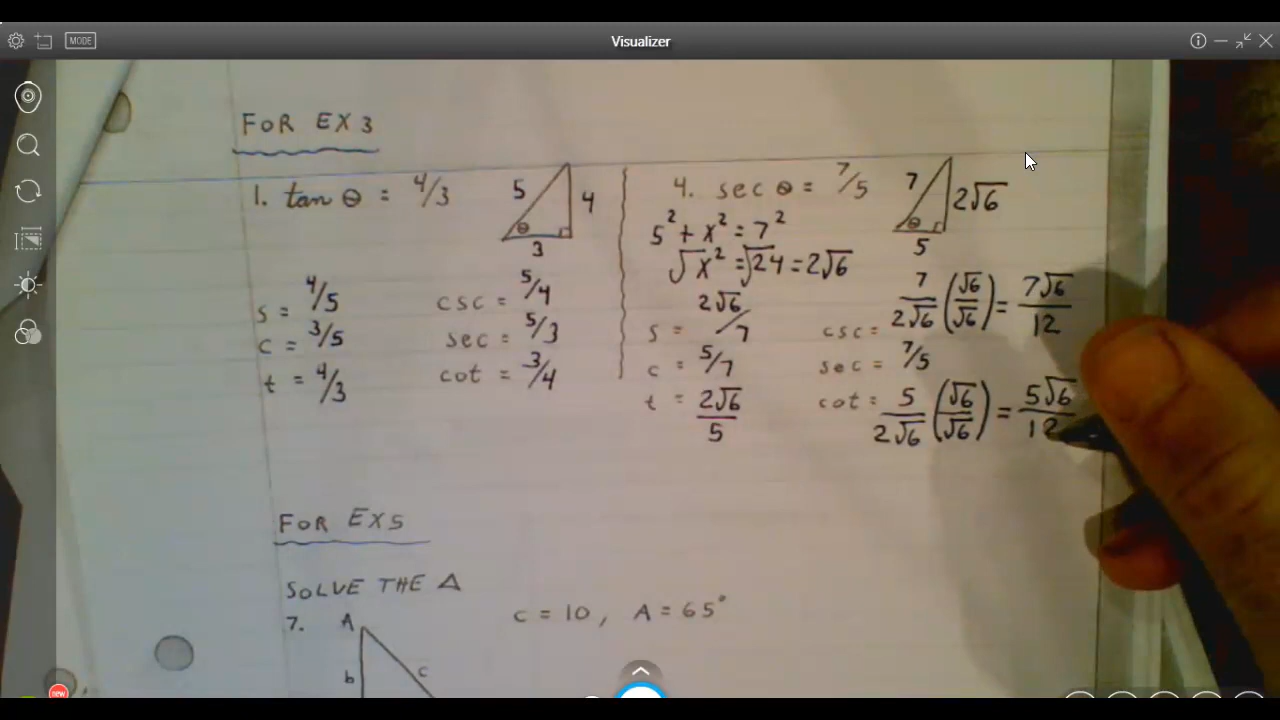 MODE
Visualizer
FOR EX 3
1. tan θ = 4/3
5
4
θ
3
s = 4/5
c = 3/5
t = 4/3
csc = 5/4
sec = 5/3
cot = 3/4
4. sec θ = 7/5
7
2√6
θ
5
5² + x² = 7²
√x² = √24 = 2√6
s = 2√6/7
c = 5/7
t = 2√6/5
csc = 7/2√6 (√6/√6) = 7√6/12
sec = 7/5
cot = 5/2√6 (√6/√6) = 5√6/12
FOR EX 5
SOLVE THE Δ
7.
A
b
c
c = 10, A = 65°
new